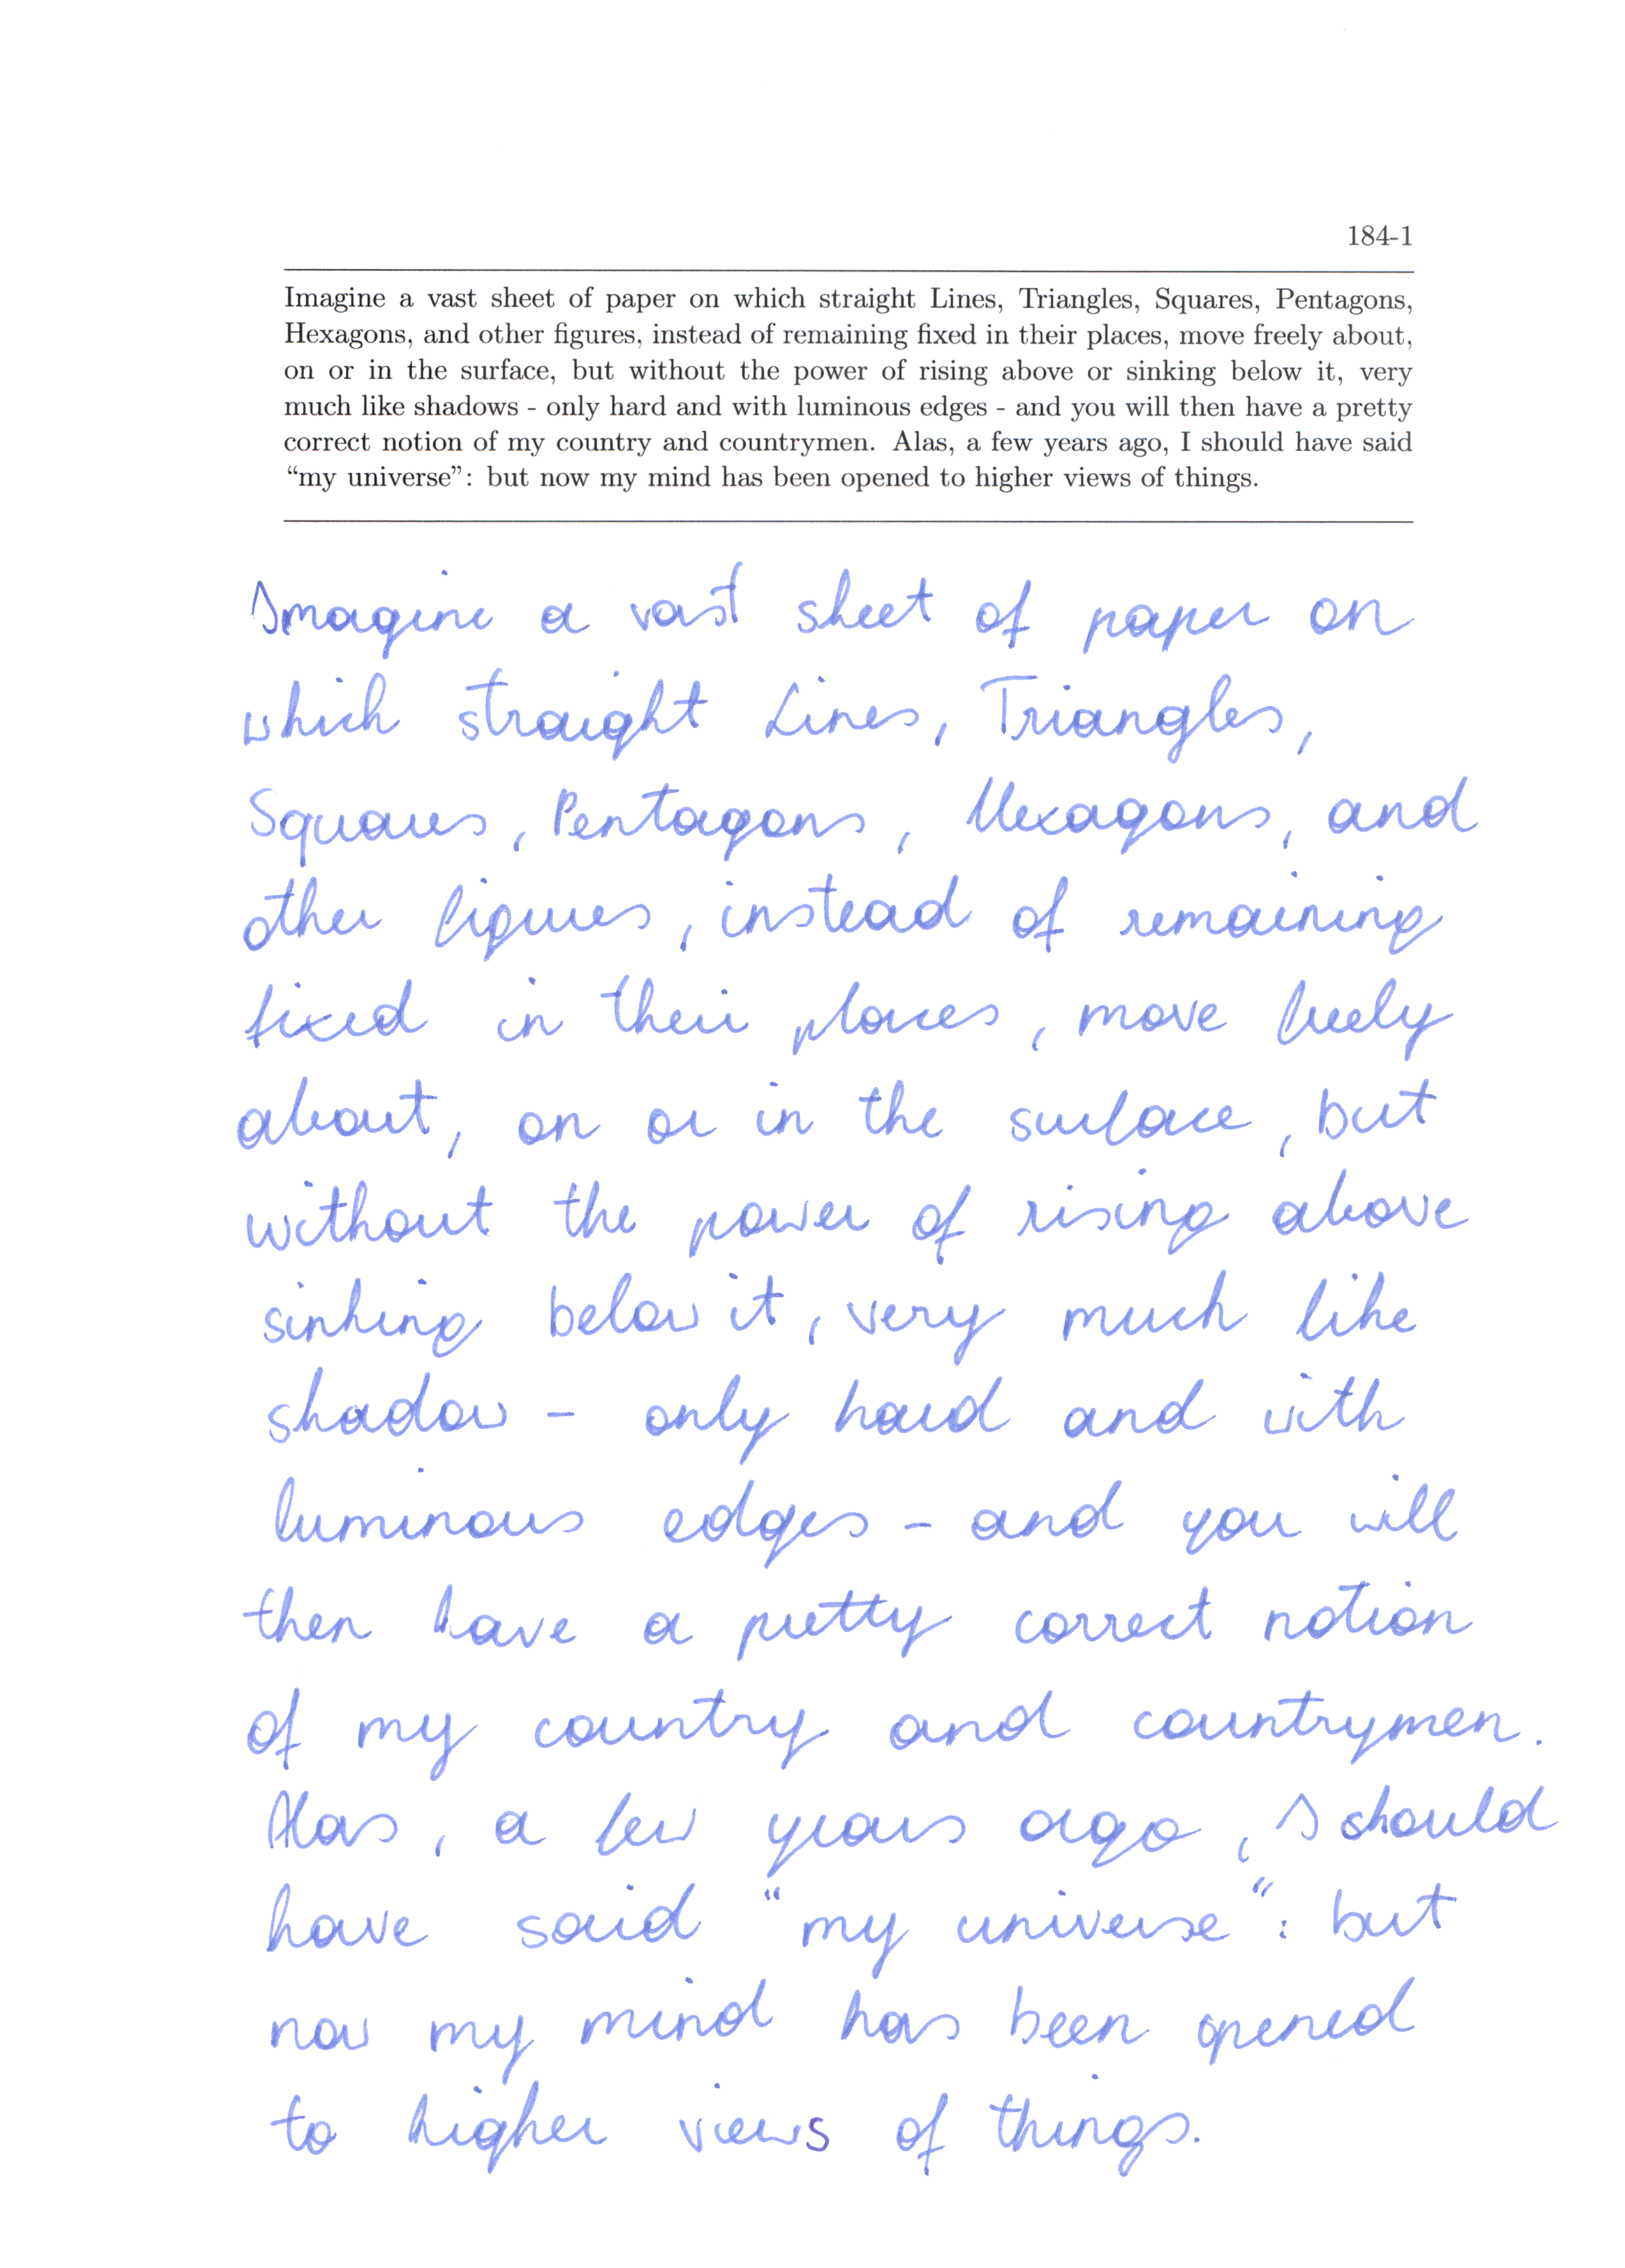 184-1
Imagine a vast sheet of paper on which straight Lines, Triangles, Squares, Pentagons,
Hexagons, and other figures, instead of remaining fixed in their places, move freely about,
on or in the surface, but without the power of rising above or sinking below it, very
much like shadows - only hard and with luminous edges - and you will then have a pretty
correct notion of my country and countrymen. Alas, a few years ago, I should have said
“my universe”: but now my mind has been opened to higher views of things.
Imagine a vast sheet of paper on
which straight Lines, Triangles,
Squares, Pentagons, Hexagons, and
other figures, instead of remaining
fixed in their places, move freely
about, on or in the surface, but
without the power of rising above
sinking below it, very much like
shadow - only hard and with
luminous edges - and you will
then have a pretty correct notion
of my country and countrymen.
Alas, a few years ago, I should
have said “my universe”: but
now my mind has been opened
to higher views of things.